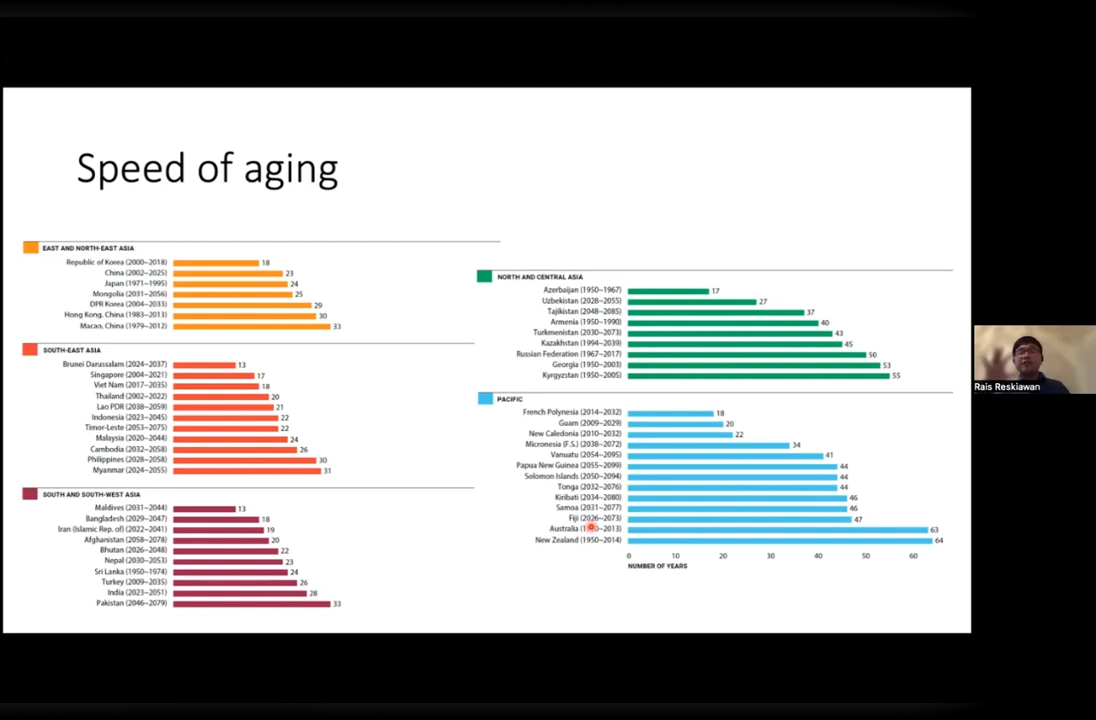 Speed of aging
EAST AND NORTH-EAST ASIA
Republic of Korea (2000~2018) 18
China (2002~2025) 23
Japan (1971~1995) 24
Mongolia (2031~2056) 25
DPR Korea (2004~2033) 29
Hong Kong, China (1983~2013) 30
Macao, China (1979~2012) 33
SOUTH-EAST ASIA
Brunei Darussalam (2024~2037) 13
Singapore (2004~2021) 17
Viet Nam (2017~2035) 18
Thailand (2002~2022) 20
Lao PDR (2038~2059) 21
Indonesia (2023~2045) 22
Timor-Leste (2053~2075) 22
Malaysia (2020~2044) 24
Cambodia (2032~2058) 26
Philippines (2028~2058) 30
Myanmar (2024~2055) 31
SOUTH AND SOUTH-WEST ASIA
Maldives (2031~2044) 13
Bangladesh (2029~2047) 18
Iran (Islamic Rep. of) (2022~2041) 19
Afghanistan (2058~2078) 20
Bhutan (2026~2048) 22
Nepal (2030~2053) 23
Sri Lanka (1950~1974) 24
Turkey (2009~2035) 26
India (2023~2051) 28
Pakistan (2046~2079) 33
NORTH AND CENTRAL ASIA
Azerbaijan (1950~1967) 17
Uzbekistan (2028~2055) 27
Tajikistan (2048~2085) 37
Armenia (1950~1990) 40
Turkmenistan (2030~2073) 43
Kazakhstan (1994~2039) 45
Russian Federation (1967~2017) 50
Georgia (1950~2003) 53
Kyrgyzstan (1950~2005) 55
PACIFIC
French Polynesia (2014~2032) 18
Guam (2009~2029) 20
New Caledonia (2010~2032) 22
Micronesia (F.S.) (2038~2072) 34
Vanuatu (2054~2095) 41
Papua New Guinea (2055~2099) 44
Solomon Islands (2050~2094) 44
Tonga (2032~2076) 44
Kiribati (2034~2080) 46
Samoa (2031~2077) 46
Fiji (2026~2073) 47
Australia ~2013) 63
New Zealand (1950~2014) 64
0 10 20 30 40 50 60
NUMBER OF YEARS
Rais Reskiawan